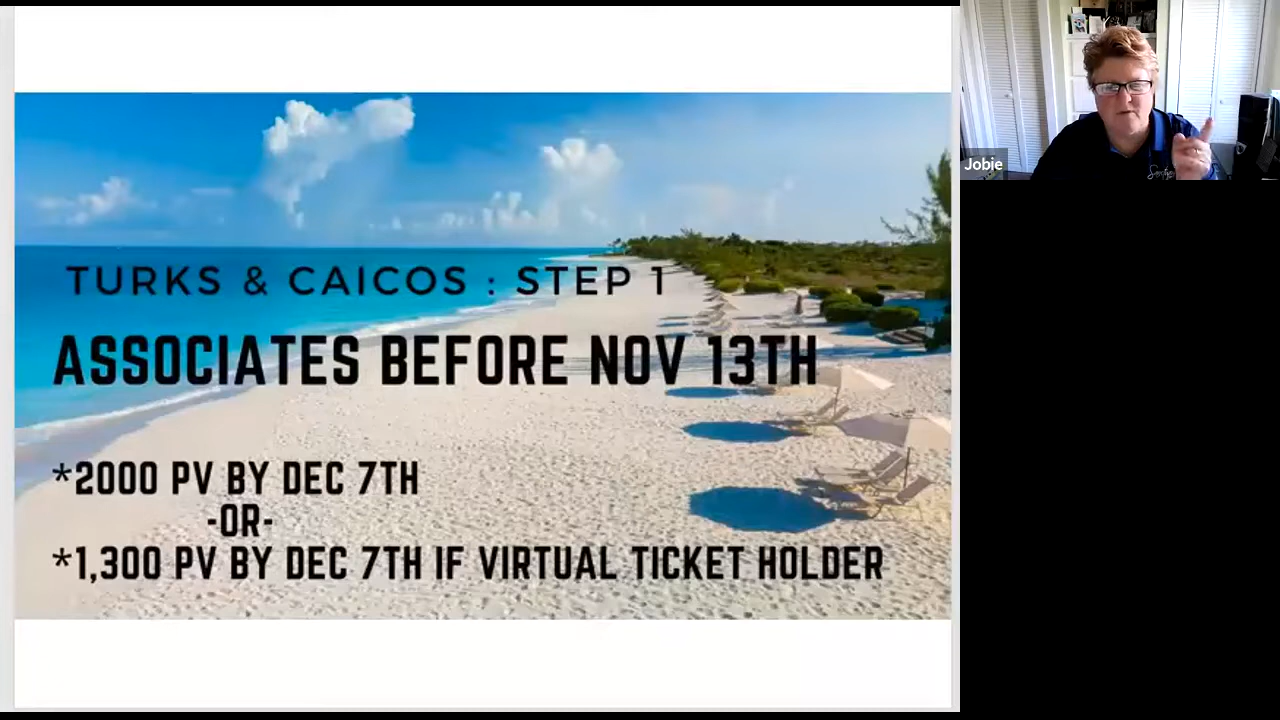 TURKS & CAICOS : STEP 1
ASSOCIATES BEFORE NOV 13TH
*2000 PV BY DEC 7TH
-OR-
*1,300 PV BY DEC 7TH IF VIRTUAL TICKET HOLDER
Jobie